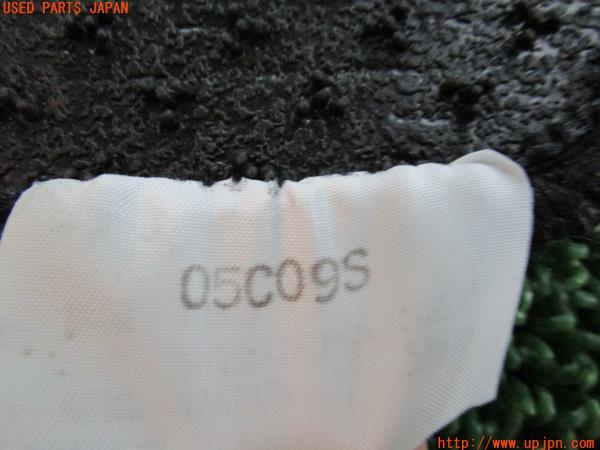 USED PARTS JAPAN
05C09S
http://www.upjpn.com/